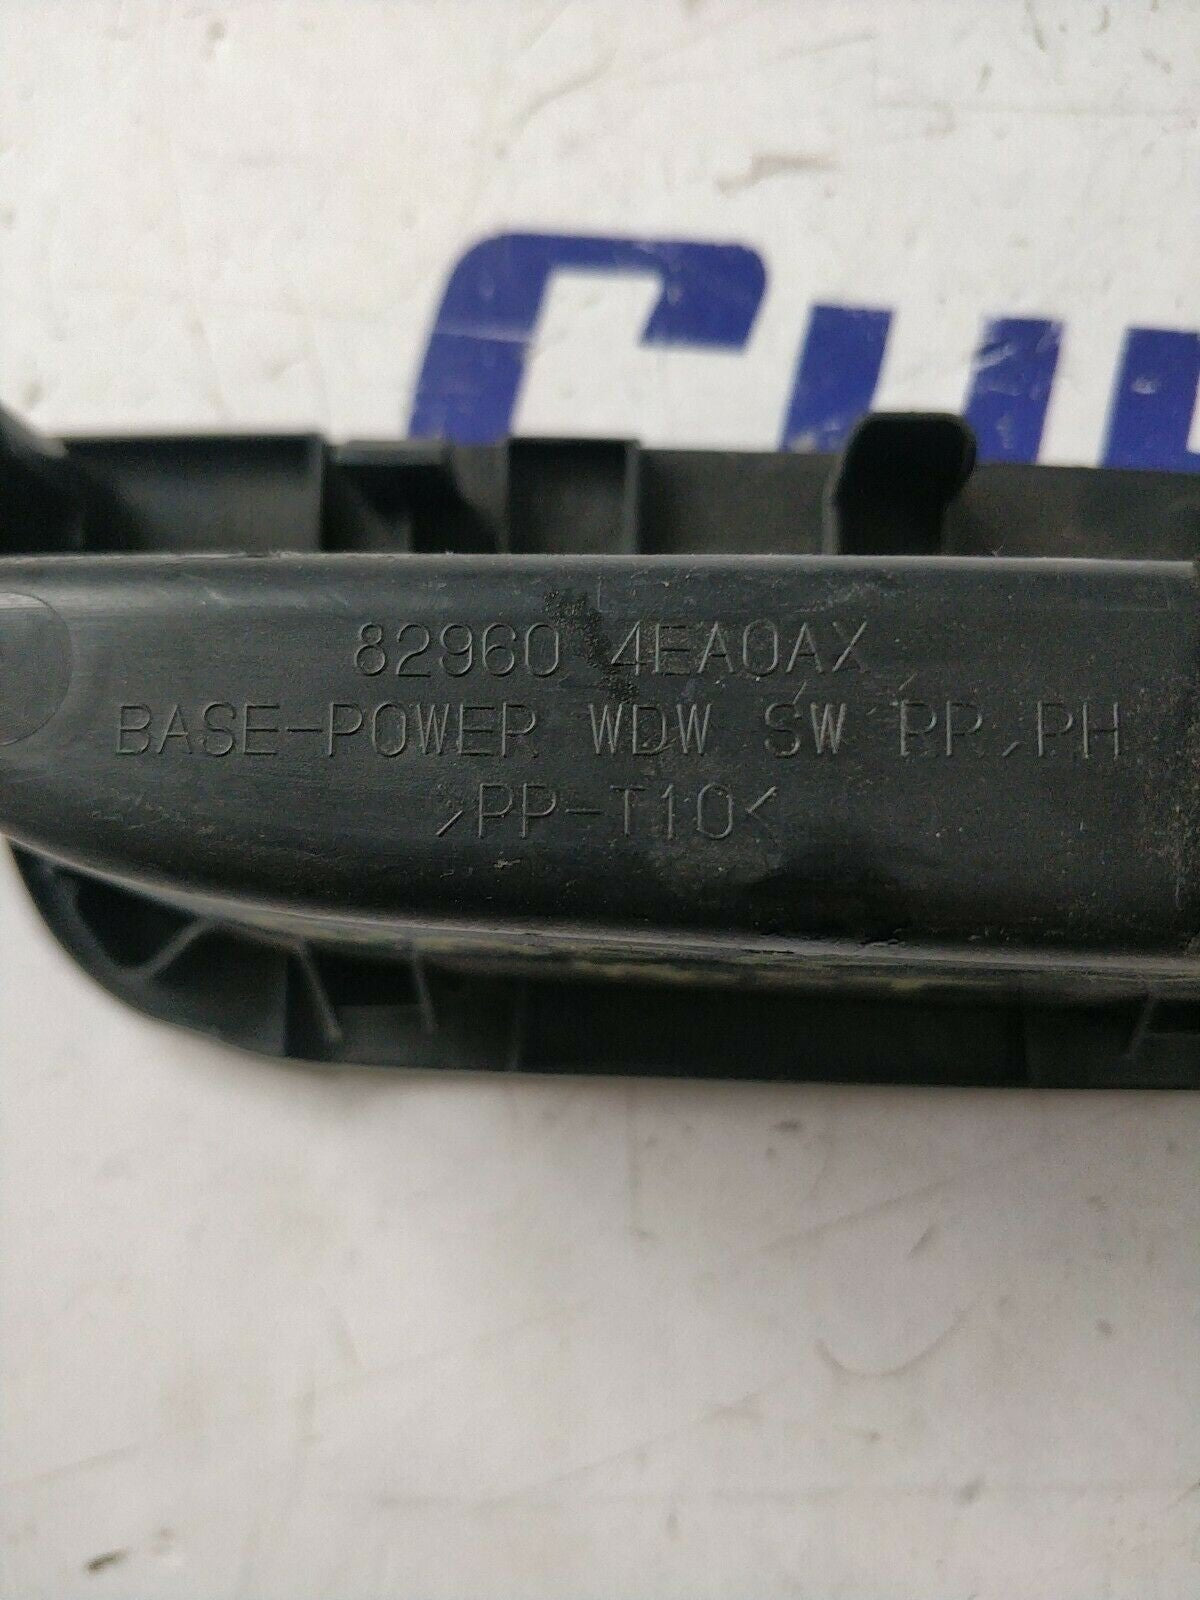 82960 4EA0AX
BASE-POWER WDW SW RR,RH
>PP-T10<